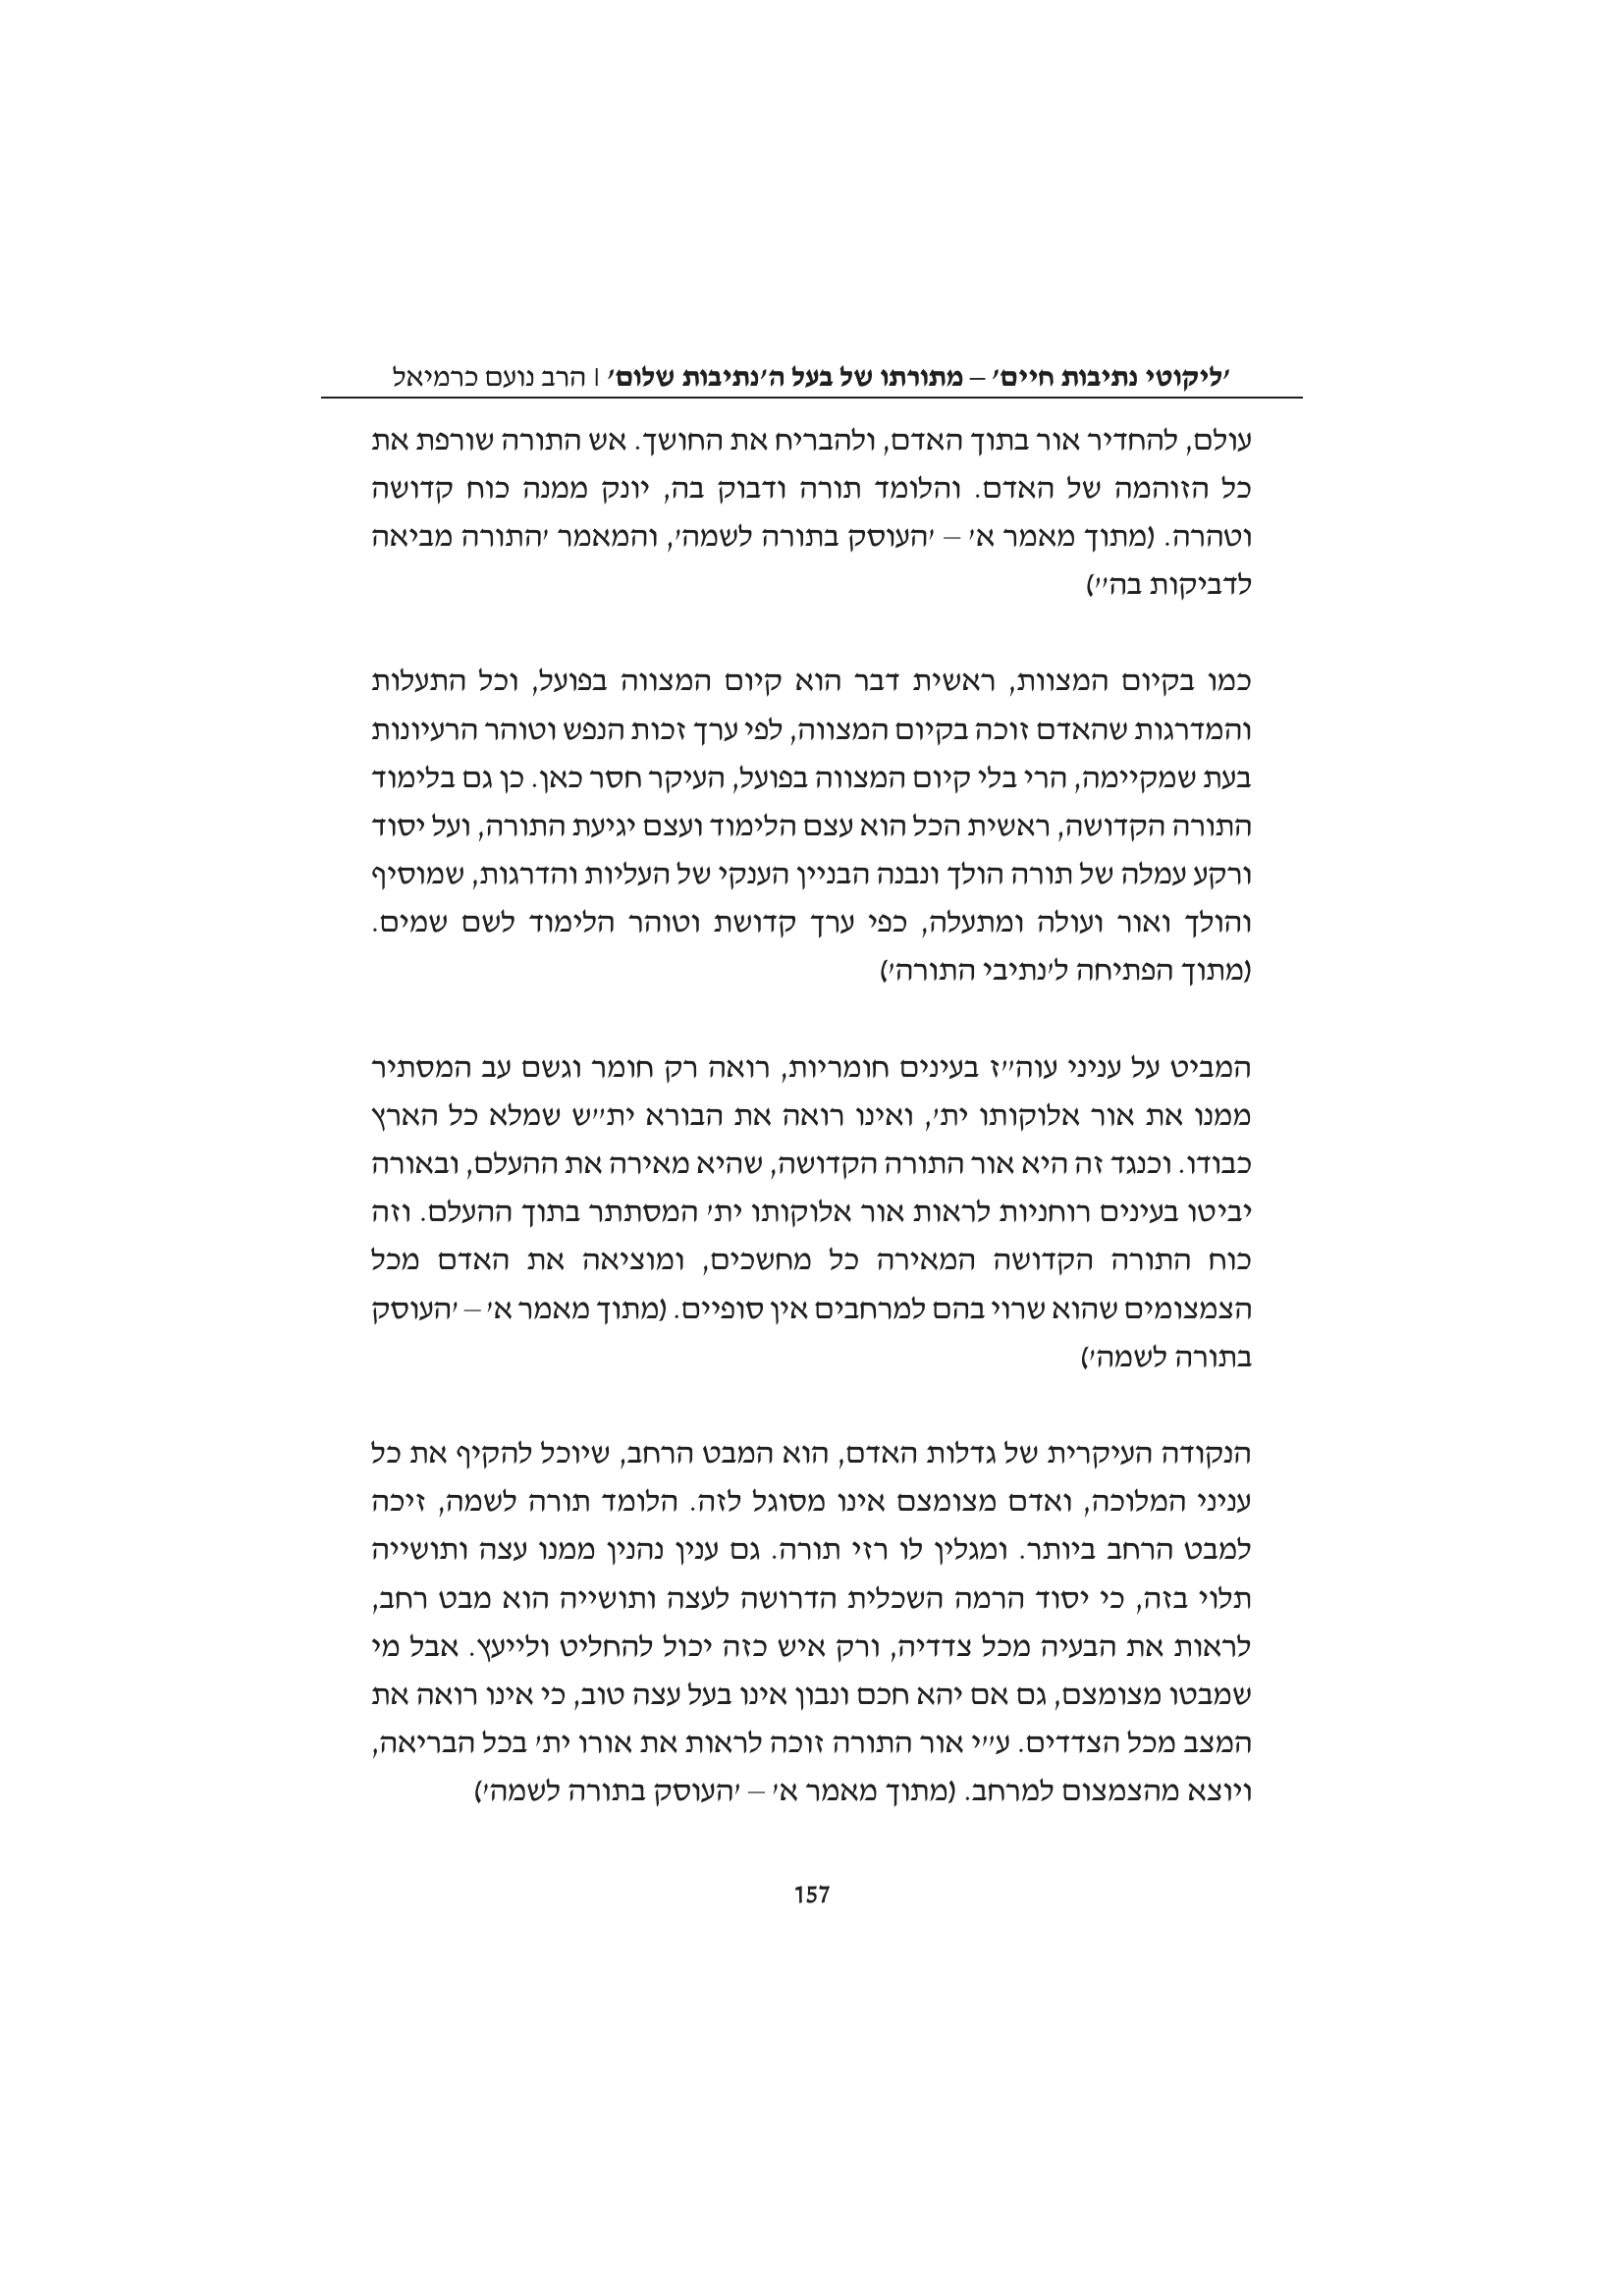 'ליקוטי נתיבות חיים' – מתורתו של בעל ה'נתיבות שלום' | הרב נועם כרמיאל
עולם, להחדיר אור בתוך האדם, ולהבריח את החושך. אש התורה שורפת את
כל הזוהמה של האדם. והלומד תורה ודבוק בה, יונק ממנה כוח קדושה
וטהרה. (מתוך מאמר א' – 'העוסק בתורה לשמה', והמאמר 'התורה מביאה
לדביקות בה'')
כמו בקיום המצוות, ראשית דבר הוא קיום המצווה בפועל, וכל התעלות
והמדרגות שהאדם זוכה בקיום המצווה, לפי ערך זכות הנפש וטוהר הרעיונות
בעת שמקיימה, הרי בלי קיום המצווה בפועל, העיקר חסר כאן. כן גם בלימוד
התורה הקדושה, ראשית הכל הוא עצם הלימוד ועצם יגיעת התורה, ועל יסוד
ורקע עמלה של תורה הולך ונבנה הבניין הענקי של העליות והדרגות, שמוסיף
והולך ואור ועולה ומתעלה, כפי ערך קדושת וטוהר הלימוד לשם שמים.
(מתוך הפתיחה ל'נתיבי התורה')
המביט על עניני עוה''ז בעינים חומריות, רואה רק חומר וגשם עב המסתיר
ממנו את אור אלוקותו ית', ואינו רואה את הבורא ית''ש שמלא כל הארץ
כבודו. וכנגד זה היא אור התורה הקדושה, שהיא מאירה את ההעלם, ובאורה
יביטו בעינים רוחניות לראות אור אלוקותו ית' המסתתר בתוך ההעלם. וזה
כוח התורה הקדושה המאירה כל מחשכים, ומוציאה את האדם מכל
הצמצומים שהוא שרוי בהם למרחבים אין סופיים. (מתוך מאמר א' – 'העוסק
בתורה לשמה')
הנקודה העיקרית של גדלות האדם, הוא המבט הרחב, שיוכל להקיף את כל
עניני המלוכה, ואדם מצומצם אינו מסוגל לזה. הלומד תורה לשמה, זיכה
למבט הרחב ביותר. ומגלין לו רזי תורה. גם ענין נהנין ממנו עצה ותושייה
תלוי בזה, כי יסוד הרמה השכלית הדרושה לעצה ותושייה הוא מבט רחב,
לראות את הבעיה מכל צדדיה, ורק איש כזה יכול להחליט ולייעץ. אבל מי
שמבטו מצומצם, גם אם יהא חכם ונבון אינו בעל עצה טוב, כי אינו רואה את
המצב מכל הצדדים. ע''י אור התורה זוכה לראות את אורו ית' בכל הבריאה,
ויוצא מהצמצום למרחב. (מתוך מאמר א' – 'העוסק בתורה לשמה')
157